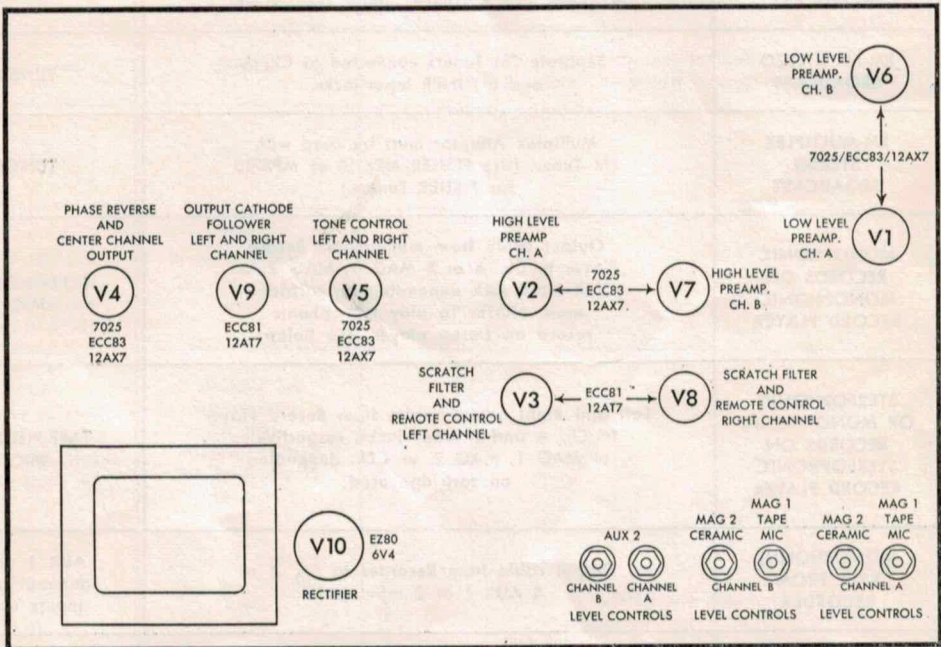 LOW LEVEL
PREAMP.
CH. B
V6
7025/ECC83/12AX7
LOW LEVEL
PREAMP.
CH. A
V1
PHASE REVERSE
AND
CENTER CHANNEL
OUTPUT
V4
7025
ECC83
12AX7
OUTPUT CATHODE
FOLLOWER
LEFT AND RIGHT
CHANNEL
V9
ECC81
12AT7
TONE CONTROL
LEFT AND RIGHT
CHANNEL
V5
7025
ECC83
12AX7
HIGH LEVEL
PREAMP
CH. A
V2
7025
ECC83
12AX7
V7
HIGH LEVEL
PREAMP.
CH. B
SCRATCH
FILTER
AND
REMOTE CONTROL
LEFT CHANNEL
V3
ECC81
12AT7
V8
SCRATCH FILTER
AND
REMOTE CONTROL
RIGHT CHANNEL
V10
EZ80
6V4
RECTIFIER
AUX 2
CHANNEL
B
CHANNEL
A
LEVEL CONTROLS
MAG 2
CERAMIC
MAG 1
TAPE
MIC
CHANNEL B
LEVEL CONTROLS
MAG 2
CERAMIC
MAG 1
TAPE
MIC
CHANNEL A
LEVEL CONTROLS